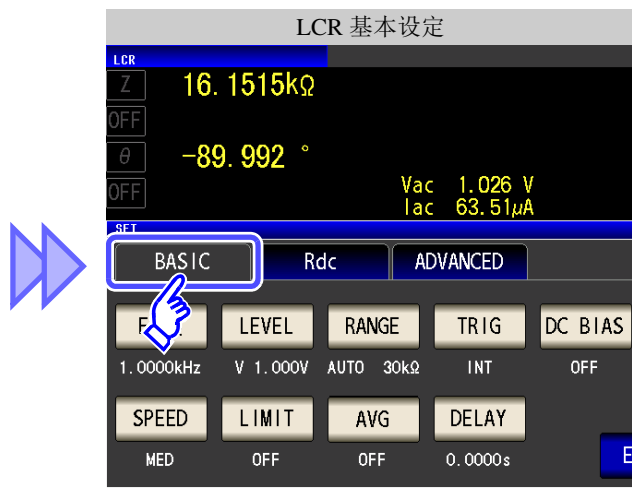 LCR 基本设定
LCR
Z 16.1515kΩ
OFF
θ -89.992 °
OFF
Vac 1.026 V
Iac 63.51μA
SET
BASIC Rdc ADVANCED
LEVEL RANGE TRIG DC BIAS
1.0000kHz V 1.000V AUTO 30kΩ INT OFF
SPEED LIMIT AVG DELAY
MED OFF OFF 0.0000s